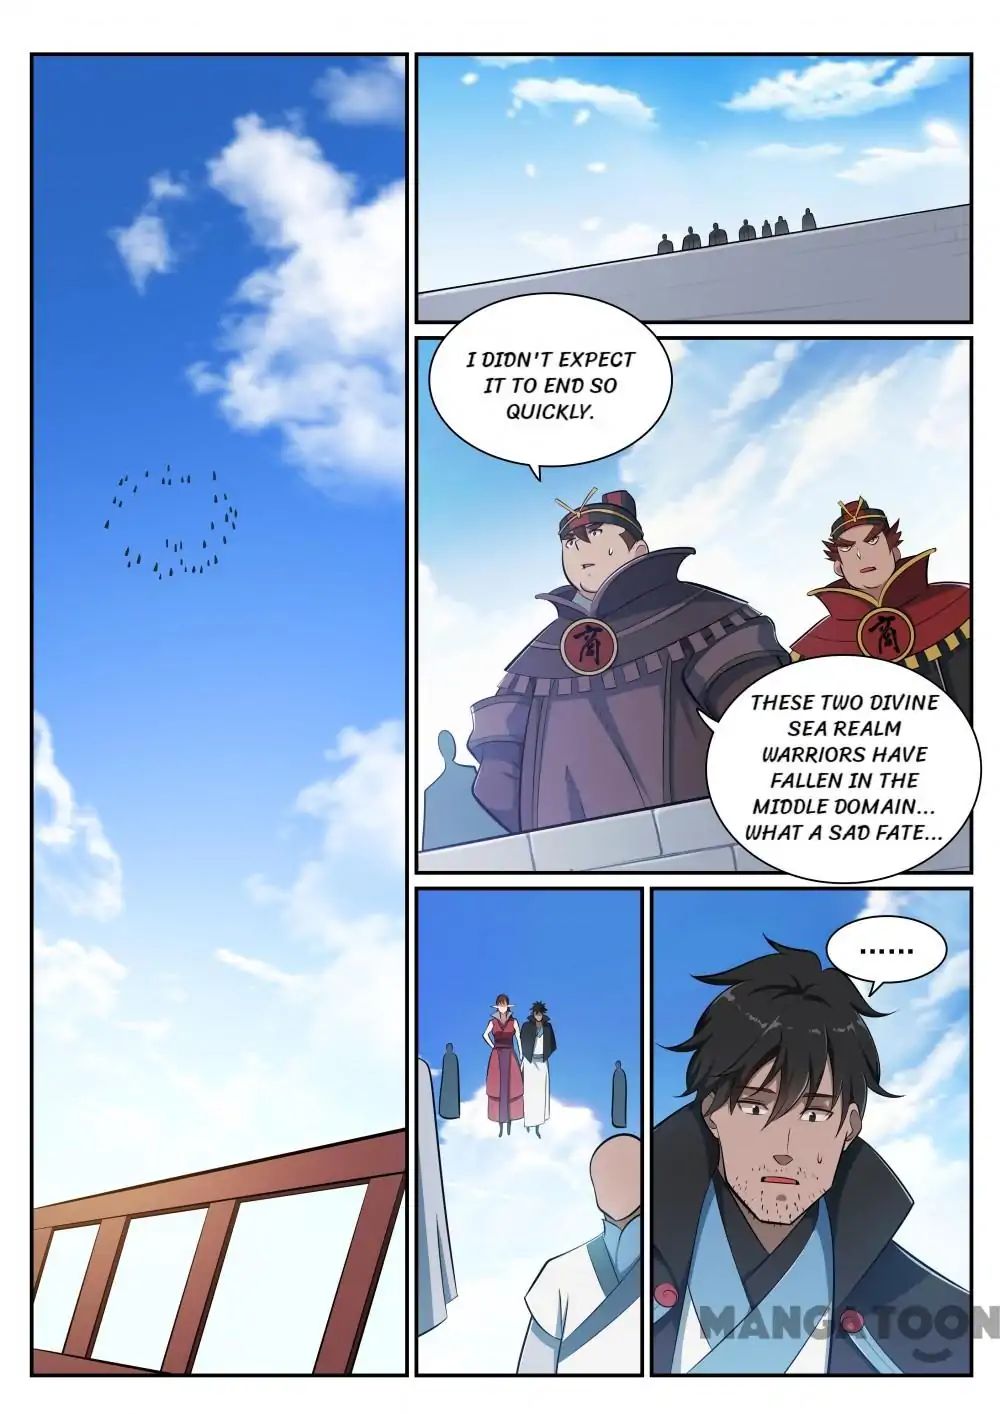 I DIDN'T EXPECT
IT TO END SO
QUICKLY.
商
商
THESE TWO DIVINE
SEA REALM
WARRIORS HAVE
FALLEN IN THE
MIDDLE DOMAIN...
WHAT A SAD FATE...
......
MANGATOON